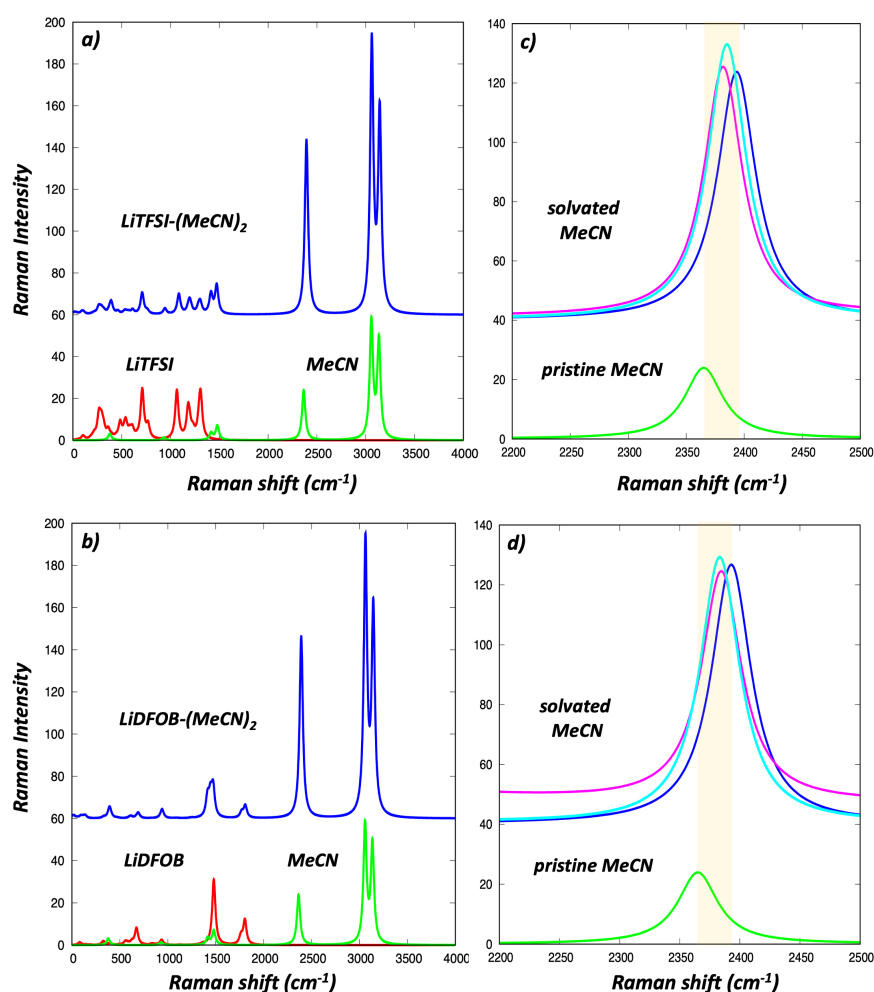 a)
200
180
160
140
120
100
80
60
40
20
0
Raman Intensity
LiTFSI-(MeCN)2
LiTFSI
MeCN
0 500 1000 1500 2000 2500 3000 3500 4000
Raman shift (cm-1)
c)
140
120
100
80
60
40
20
0
solvated
MeCN
pristine MeCN
2200 2250 2300 2350 2400 2450 2500
Raman shift (cm-1)
b)
200
180
160
140
120
100
80
60
40
20
0
Raman Intensity
LiDFOB-(MeCN)2
LiDFOB
MeCN
0 500 1000 1500 2000 2500 3000 3500 4000
Raman shift (cm-1)
d)
140
120
100
80
60
40
20
0
solvated
MeCN
pristine MeCN
2200 2250 2300 2350 2400 2450 2500
Raman shift (cm-1)